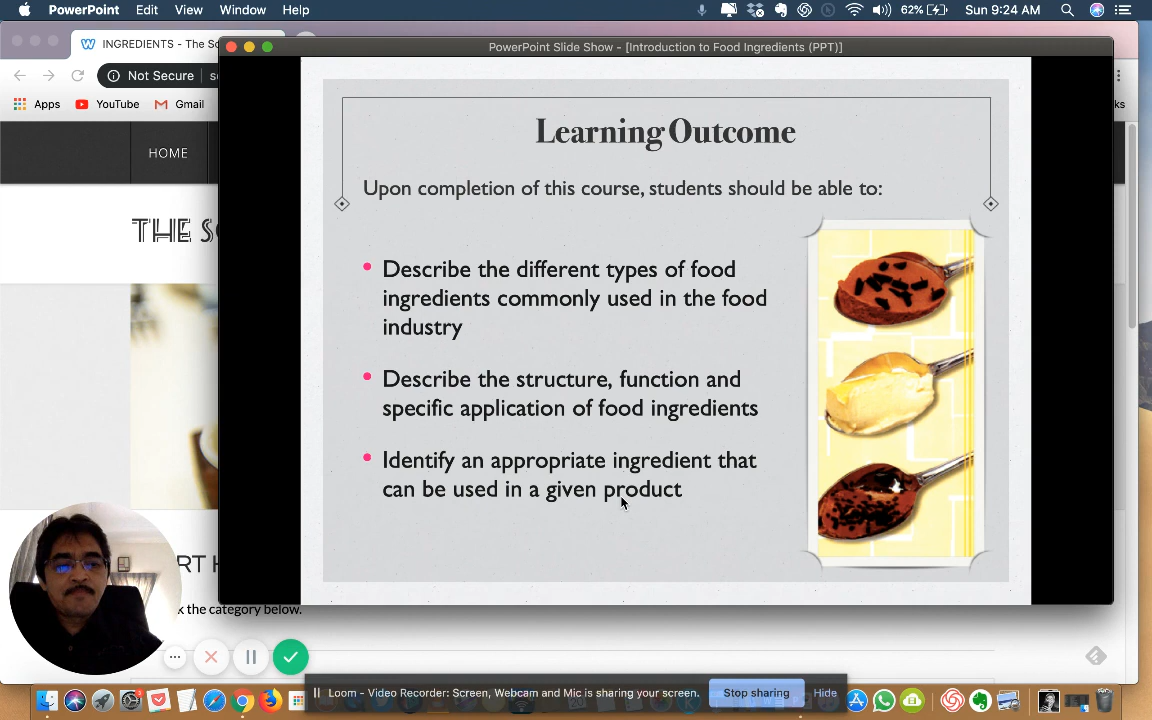 PowerPoint Edit View Window Help 62% Sun 9:24 AM
INGREDIENTS - The Sc
PowerPoint Slide Show - [Introduction to Food Ingredients (PPT)]
Not Secure
Apps YouTube Gmail
HOME
THE
Learning Outcome
Upon completion of this course, students should be able to:
• Describe the different types of food
ingredients commonly used in the food
industry
• Describe the structure, function and
specific application of food ingredients
• Identify an appropriate ingredient that
can be used in a given product
k the category below.
Loom - Video Recorder: Screen, Webcam and Mic is sharing your screen. Stop sharing Hide